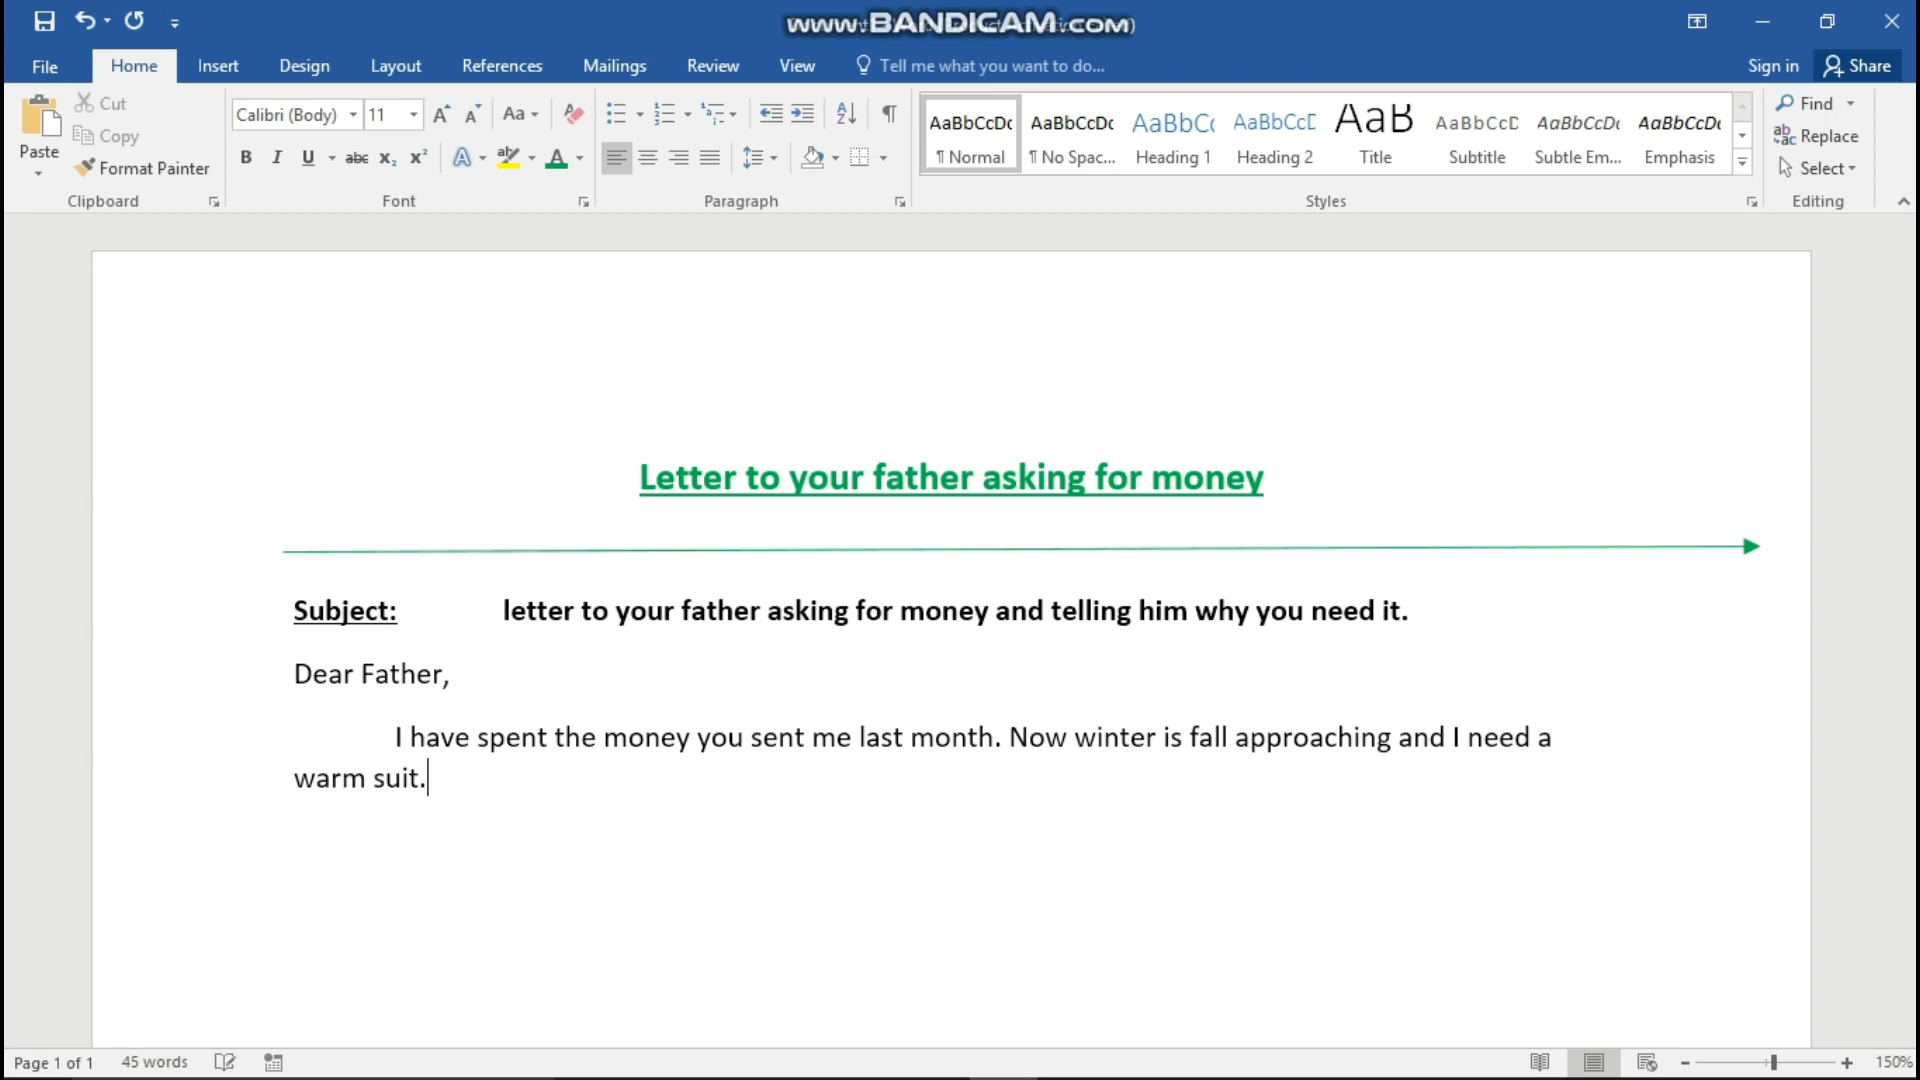 www.BANDICAM.com
File Home Insert Design Layout References Mailings Review View Tell me what you want to do... Sign in Share
Cut
Copy
Paste
Format Painter
Clipboard
Calibri (Body) 11
Font
Paragraph
AaBbCcDc AaBbCcDc AaBbCc AaBbCcD AaB AaBbCcD AaBbCcDc AaBbCcDc
¶ Normal ¶ No Spac... Heading 1 Heading 2 Title Subtitle Subtle Em... Emphasis
Styles
Find
Replace
Select
Editing
Letter to your father asking for money
Subject: letter to your father asking for money and telling him why you need it.
Dear Father,
I have spent the money you sent me last month. Now winter is fall approaching and I need a
warm suit.
Page 1 of 1 45 words 150%